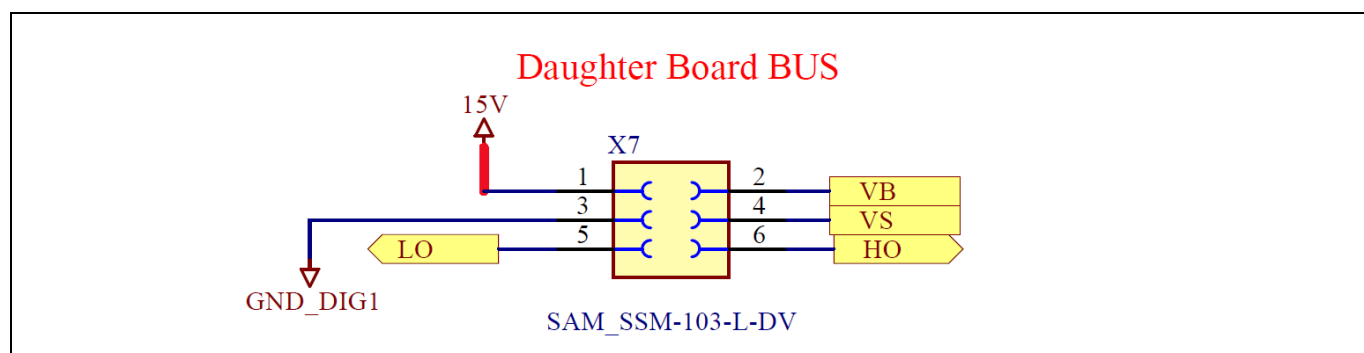 Daughter Board BUS
15V
X7
1 2 VB
3 4 VS
LO 5 6 HO
GND_DIG1
SAM_SSM-103-L-DV